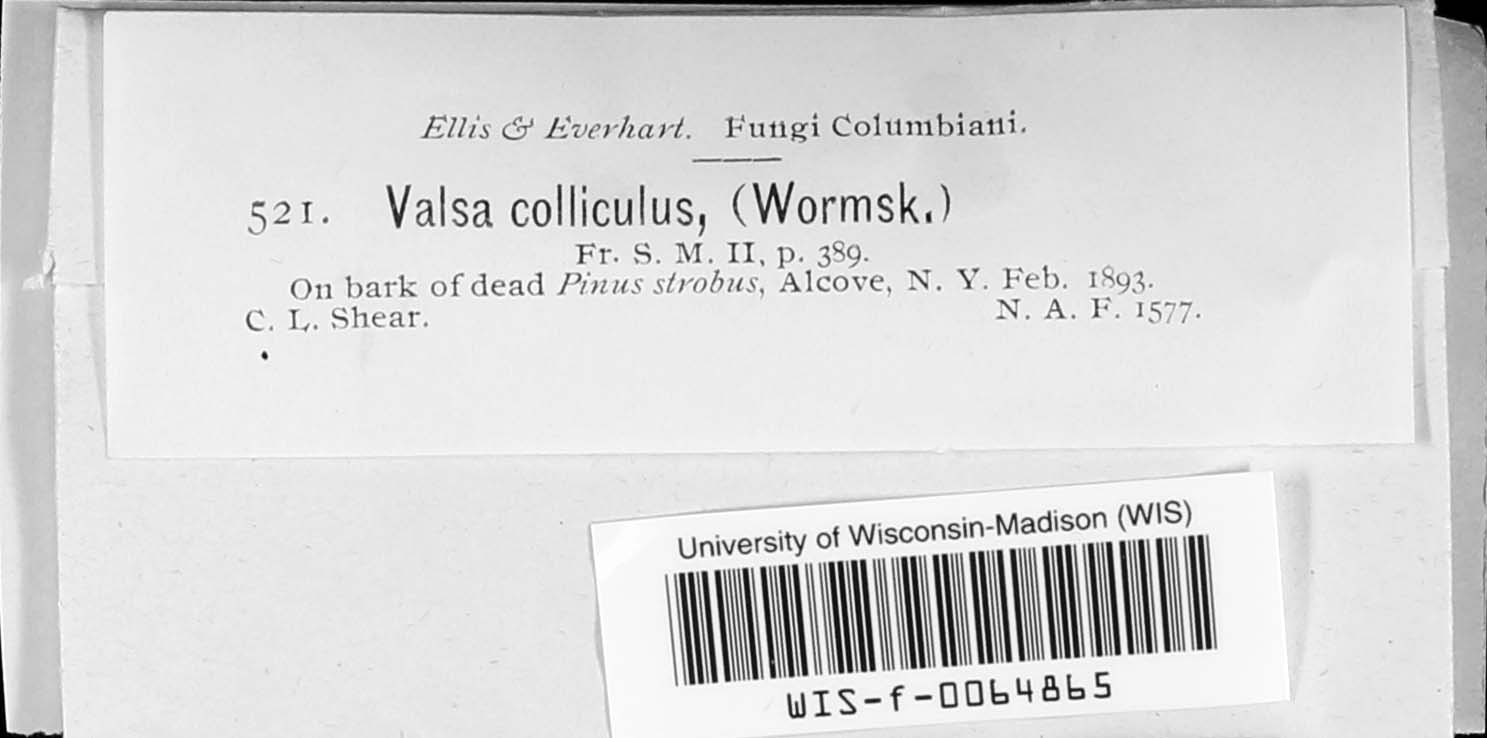 Ellis & Everhart. Fungi Columbiani.
521. Valsa colliculus, (Wormsk.)
Fr. S. M. II, p. 389.
On bark of dead Pinus strobus, Alcove, N. Y. Feb. 1893.
C. L. Shear. N. A. F. 1577.
University of Wisconsin-Madison (WIS)
WIS-f-0064865